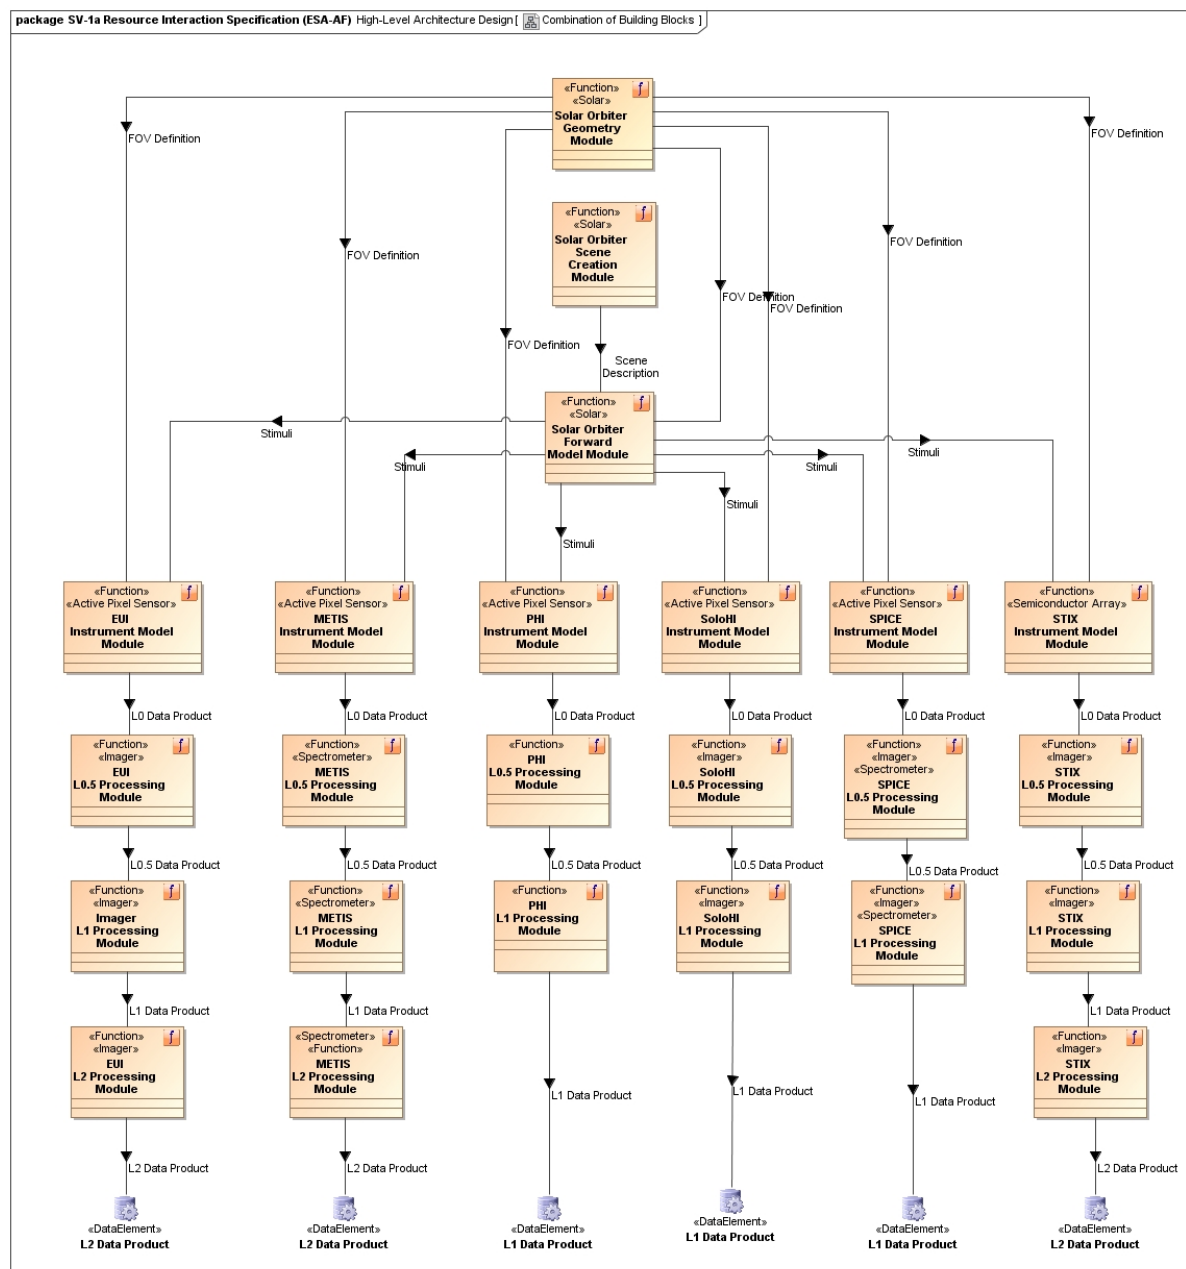 package SV-1a Resource Interaction Specification (ESA-AF) High-Level Architecture Design [ Combination of Building Blocks ]
«Function»
«Solar»
Solar Orbiter
Geometry
Module
FOV Definition
FOV Definition
FOV Definition
FOV Definition
FOV Definition
FOV Definition
FOV Definition
«Function»
«Solar»
Solar Orbiter
Scene
Creation
Module
Scene
Description
«Function»
«Solar»
Solar Orbiter
Forward
Model Module
Stimuli
Stimuli
Stimuli
Stimuli
Stimuli
Stimuli
«Function»
«Active Pixel Sensor»
EUI
Instrument Model
Module
«Function»
«Active Pixel Sensor»
METIS
Instrument Model
Module
«Function»
«Active Pixel Sensor»
PHI
Instrument Model
Module
«Function»
«Active Pixel Sensor»
SoloHI
Instrument Model
Module
«Function»
«Active Pixel Sensor»
SPICE
Instrument Model
Module
«Function»
«Semiconductor Array»
STIX
Instrument Model
Module
L0 Data Product
L0 Data Product
L0 Data Product
L0 Data Product
L0 Data Product
L0 Data Product
«Function»
«Imager»
EUI
L0.5 Processing
Module
«Function»
«Spectrometer»
METIS
L0.5 Processing
Module
«Function»
PHI
L0.5 Processing
Module
«Function»
«Imager»
SoloHI
L0.5 Processing
Module
«Function»
«Imager»
«Spectrometer»
SPICE
L0.5 Processing
Module
«Function»
«Imager»
STIX
L0.5 Processing
Module
L0.5 Data Product
L0.5 Data Product
L0.5 Data Product
L0.5 Data Product
L0.5 Data Product
L0.5 Data Product
«Function»
«Imager»
Imager
L1 Processing
Module
«Function»
«Spectrometer»
METIS
L1 Processing
Module
«Function»
PHI
L1 Processing
Module
«Function»
«Imager»
SoloHI
L1 Processing
Module
«Function»
«Imager»
«Spectrometer»
SPICE
L1 Processing
Module
«Function»
«Imager»
STIX
L1 Processing
Module
L1 Data Product
L1 Data Product
L1 Data Product
«Function»
«Imager»
EUI
L2 Processing
Module
«Spectrometer»
«Function»
METIS
L2 Processing
Module
«Function»
«Imager»
STIX
L2 Processing
Module
L1 Data Product
L1 Data Product
L1 Data Product
L2 Data Product
L2 Data Product
L2 Data Product
«DataElement»
L2 Data Product
«DataElement»
L2 Data Product
«DataElement»
L1 Data Product
«DataElement»
L1 Data Product
«DataElement»
L1 Data Product
«DataElement»
L2 Data Product